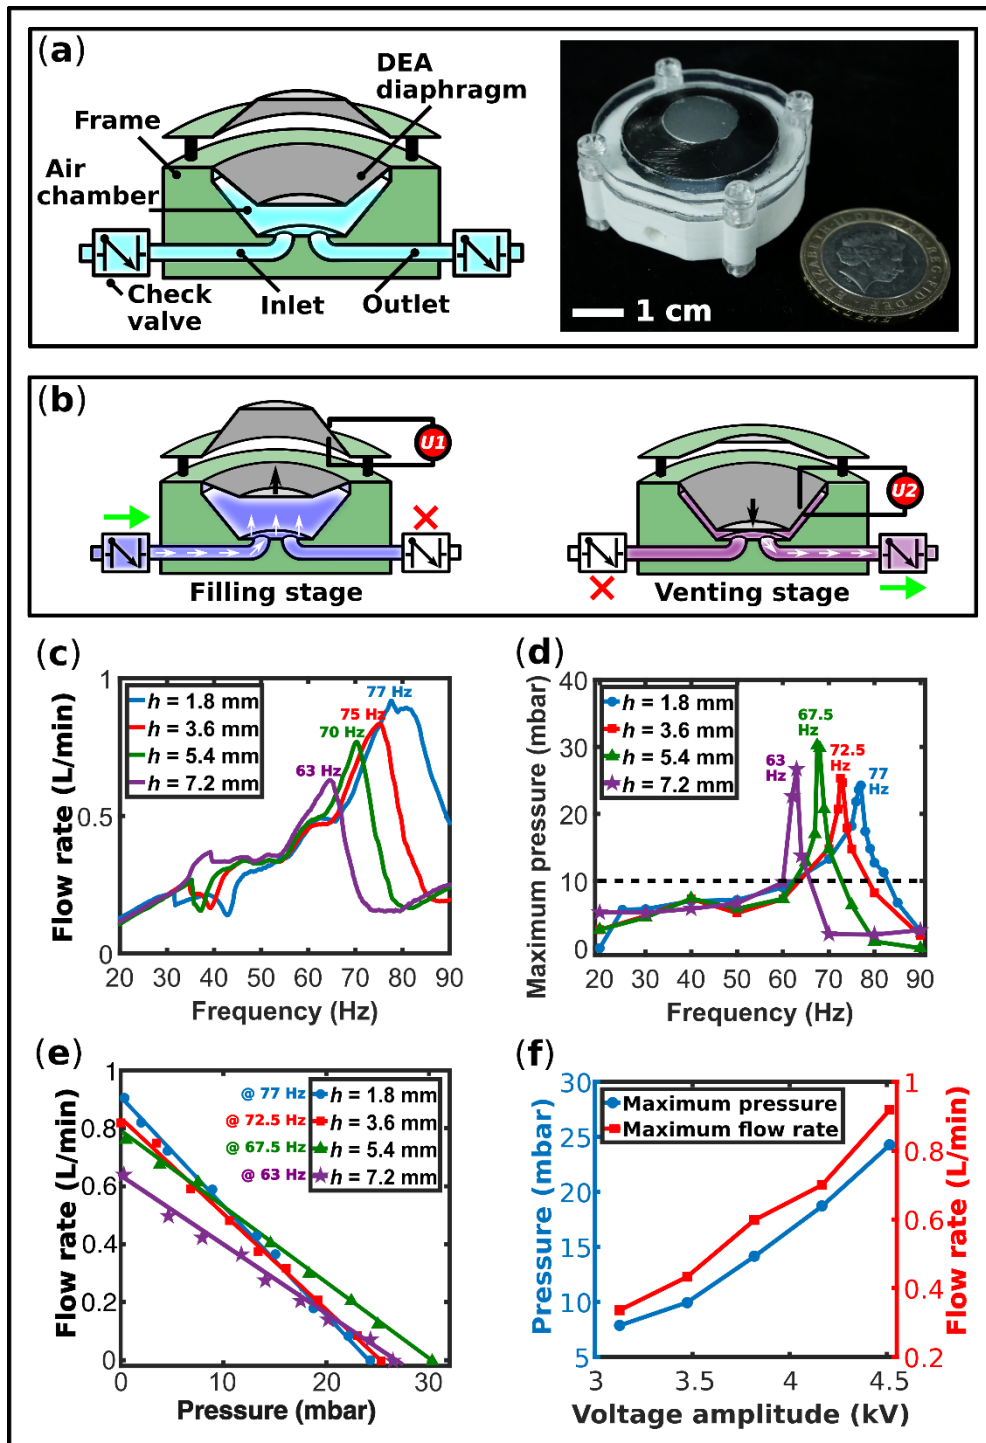 (a)
DEA
diaphragm
Frame
Air
chamber
Check
valve
Inlet
Outlet
1 cm
(b)
U1
U2
Filling stage
Venting stage
(c)
Flow rate (L/min)
1
0.5
0
20 30 40 50 60 70 80 90
Frequency (Hz)
h = 1.8 mm
h = 3.6 mm
h = 5.4 mm
h = 7.2 mm
77 Hz
75 Hz
70 Hz
63 Hz
(d)
Maximum pressure (mbar)
40
30
20
10
0
20 30 40 50 60 70 80 90
Frequency (Hz)
h = 1.8 mm
h = 3.6 mm
h = 5.4 mm
h = 7.2 mm
67.5
Hz
63
Hz
72.5
Hz
77
Hz
(e)
Flow rate (L/min)
1
0.8
0.6
0.4
0.2
0
0 10 20 30
Pressure (mbar)
@ 77 Hz h = 1.8 mm
@ 72.5 Hz h = 3.6 mm
@ 67.5 Hz h = 5.4 mm
@ 63 Hz h = 7.2 mm
(f)
Pressure (mbar)
30
25
20
15
10
5
Maximum pressure
Maximum flow rate
1
0.8
0.6
0.4
0.2
Flow rate (L/min)
3 3.5 4 4.5
Voltage amplitude (kV)